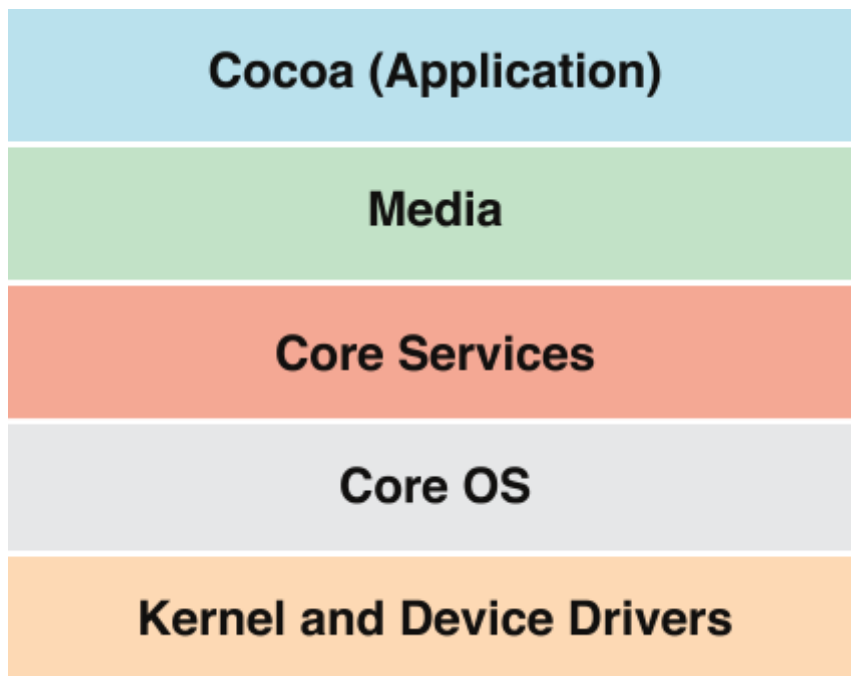 Cocoa (Application)
Media
Core Services
Core OS
Kernel and Device Drivers